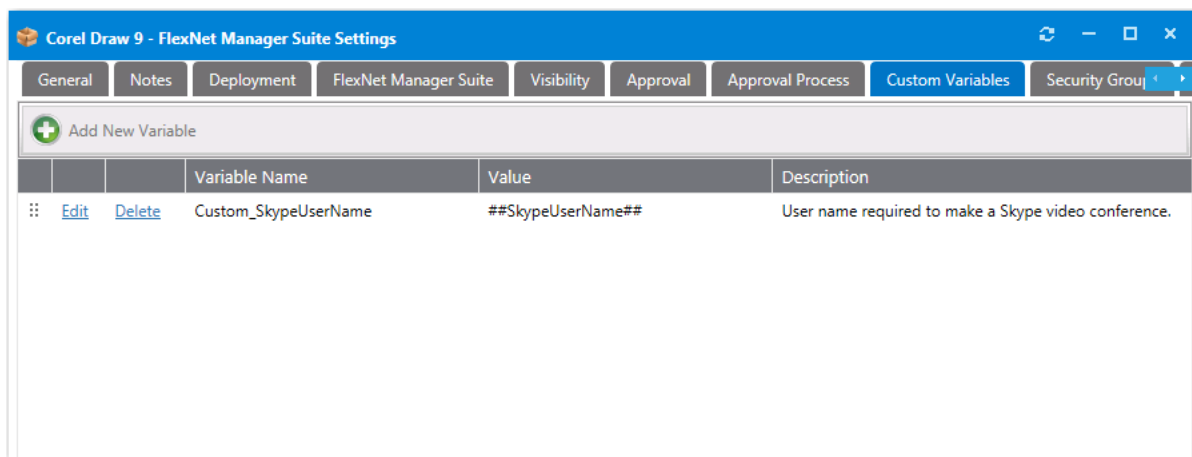 Corel Draw 9 - FlexNet Manager Suite Settings
General Notes Deployment FlexNet Manager Suite Visibility Approval Approval Process Custom Variables Security
Add New Variable
Variable Name Value Description
Edit Delete Custom_SkypeUserName ##SkypeUserName## User name required to make a Skype video conference.